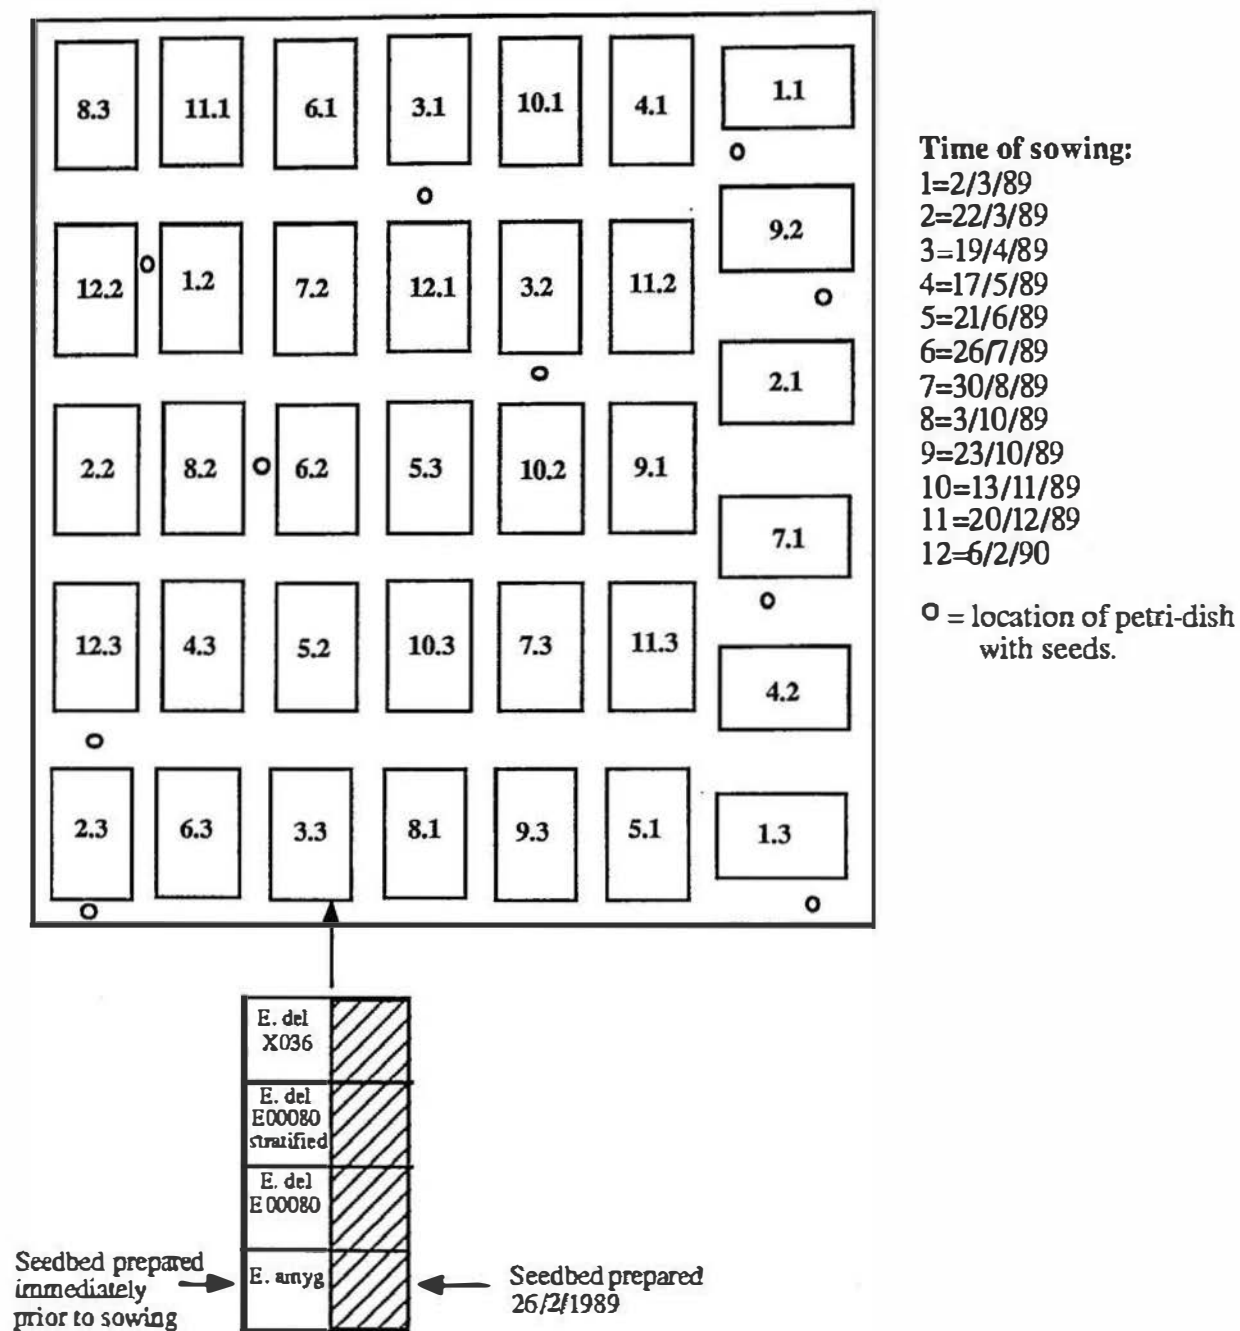 8.3 11.1 6.1 3.1 10.1 4.1 1.1
12.2 1.2 7.2 12.1 3.2 11.2 9.2
2.1
2.2 8.2 6.2 5.3 10.2 9.1
7.1
12.3 4.3 5.2 10.3 7.3 11.3
4.2
2.3 6.3 3.3 8.1 9.3 5.1 1.3
Time of sowing:
1=2/3/89
2=22/3/89
3=19/4/89
4=17/5/89
5=21/6/89
6=26/7/89
7=30/8/89
8=3/10/89
9=23/10/89
10=13/11/89
11=20/12/89
12=6/2/90
= location of petri-dish
with seeds.
E. del
X036
E. del
E00080
stratified
E. del
E00080
E. amyg
Seedbed prepared
immediately
prior to sowing
Seedbed prepared
26/2/1989